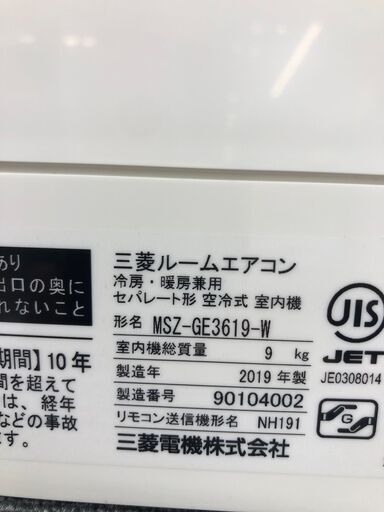 あり
出口の奥に
れないこと
期間】10年
間を超えて
は、経年
などの事故
三菱ルームエアコン
冷房・暖房兼用
セパレート形 空冷式 室内機
形名 MSZ-GE3619-W
室内機総質量 9 kg
製造年 2019 年製
製造番号 90104002
リモコン送信機形名 NH191
三菱電機株式会社
JIS
JET
JE0308014
G